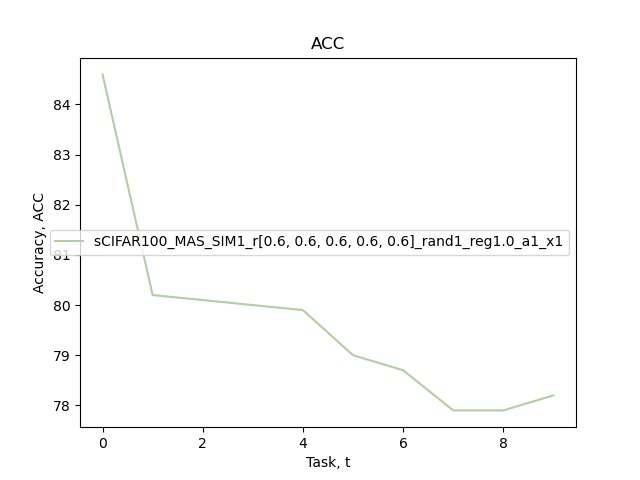 ACC
Accuracy, ACC
84
83
82
81
80
79
78
sCIFAR100_MAS_SIM1_r[0.6, 0.6, 0.6, 0.6, 0.6]_rand1_reg1.0_a1_x1
0 2 4 6 8
Task, t